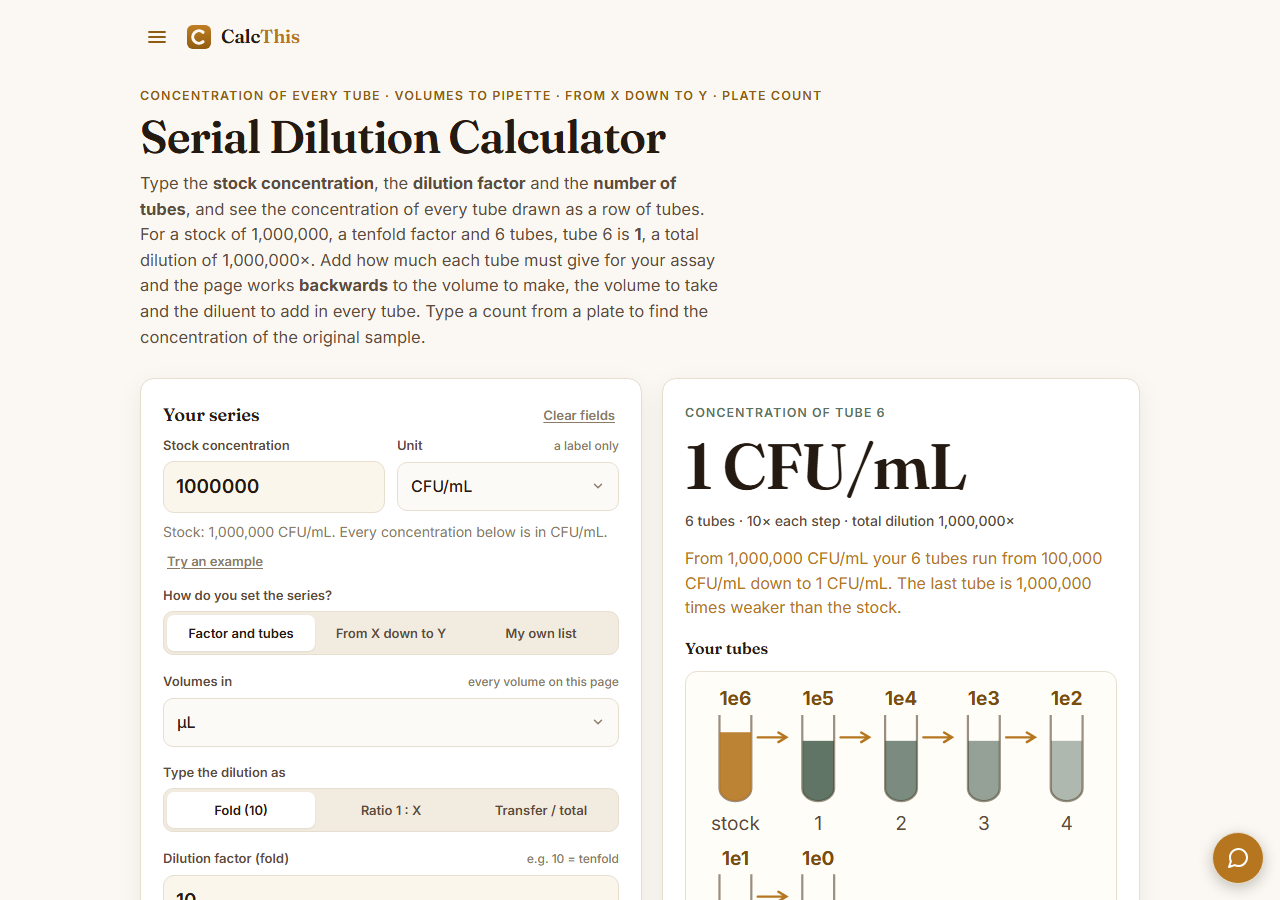 CalcThis
CONCENTRATION OF EVERY TUBE · VOLUMES TO PIPETTE · FROM X DOWN TO Y · PLATE COUNT
Serial Dilution Calculator
Type the stock concentration, the dilution factor and the number of
tubes, and see the concentration of every tube drawn as a row of tubes.
For a stock of 1,000,000, a tenfold factor and 6 tubes, tube 6 is 1, a total
dilution of 1,000,000×. Add how much each tube must give for your assay
and the page works backwards to the volume to make, the volume to take
and the diluent to add in every tube. Type a count from a plate to find the
concentration of the original sample.
Your series
Clear fields
Stock concentration
Unit
a label only
1000000
CFU/mL
Stock: 1,000,000 CFU/mL. Every concentration below is in CFU/mL.
Try an example
How do you set the series?
Factor and tubes
From X down to Y
My own list
Volumes in
every volume on this page
µL
Type the dilution as
Fold (10)
Ratio 1 : X
Transfer / total
Dilution factor (fold)
e.g. 10 = tenfold
10
CONCENTRATION OF TUBE 6
1 CFU/mL
6 tubes · 10× each step · total dilution 1,000,000×
From 1,000,000 CFU/mL your 6 tubes run from 100,000
CFU/mL down to 1 CFU/mL. The last tube is 1,000,000
times weaker than the stock.
Your tubes
1e6 1e5 1e4 1e3 1e2
stock 1 2 3 4
1e1 1e0